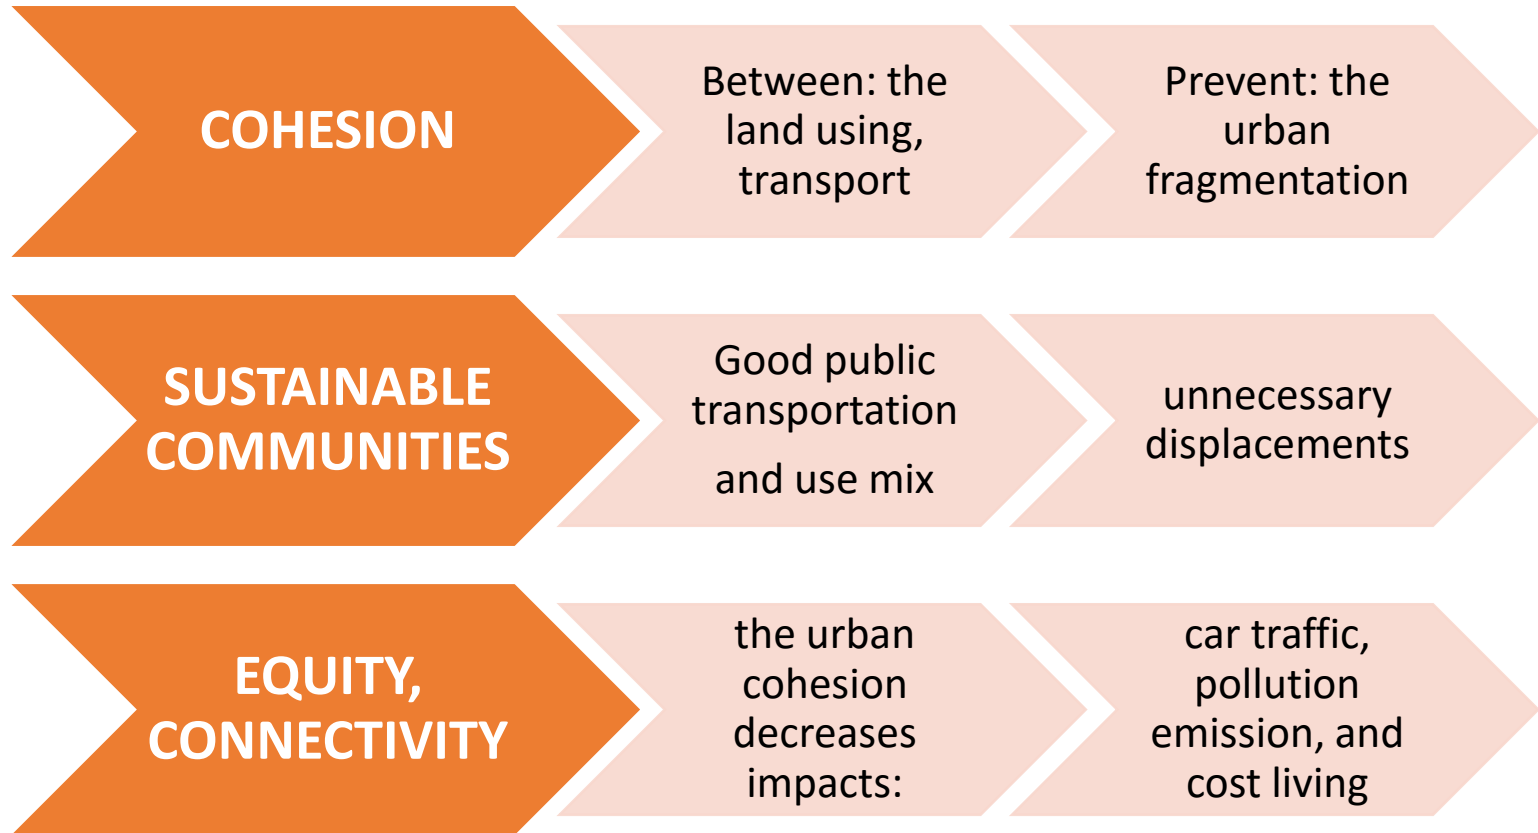 COHESION
Between: the
land using,
transport
Prevent: the
urban
fragmentation
SUSTAINABLE
COMMUNITIES
Good public
transportation
and use mix
unnecessary
displacements
EQUITY,
CONNECTIVITY
the urban
cohesion
decreases
impacts:
car traffic,
pollution
emission, and
cost living